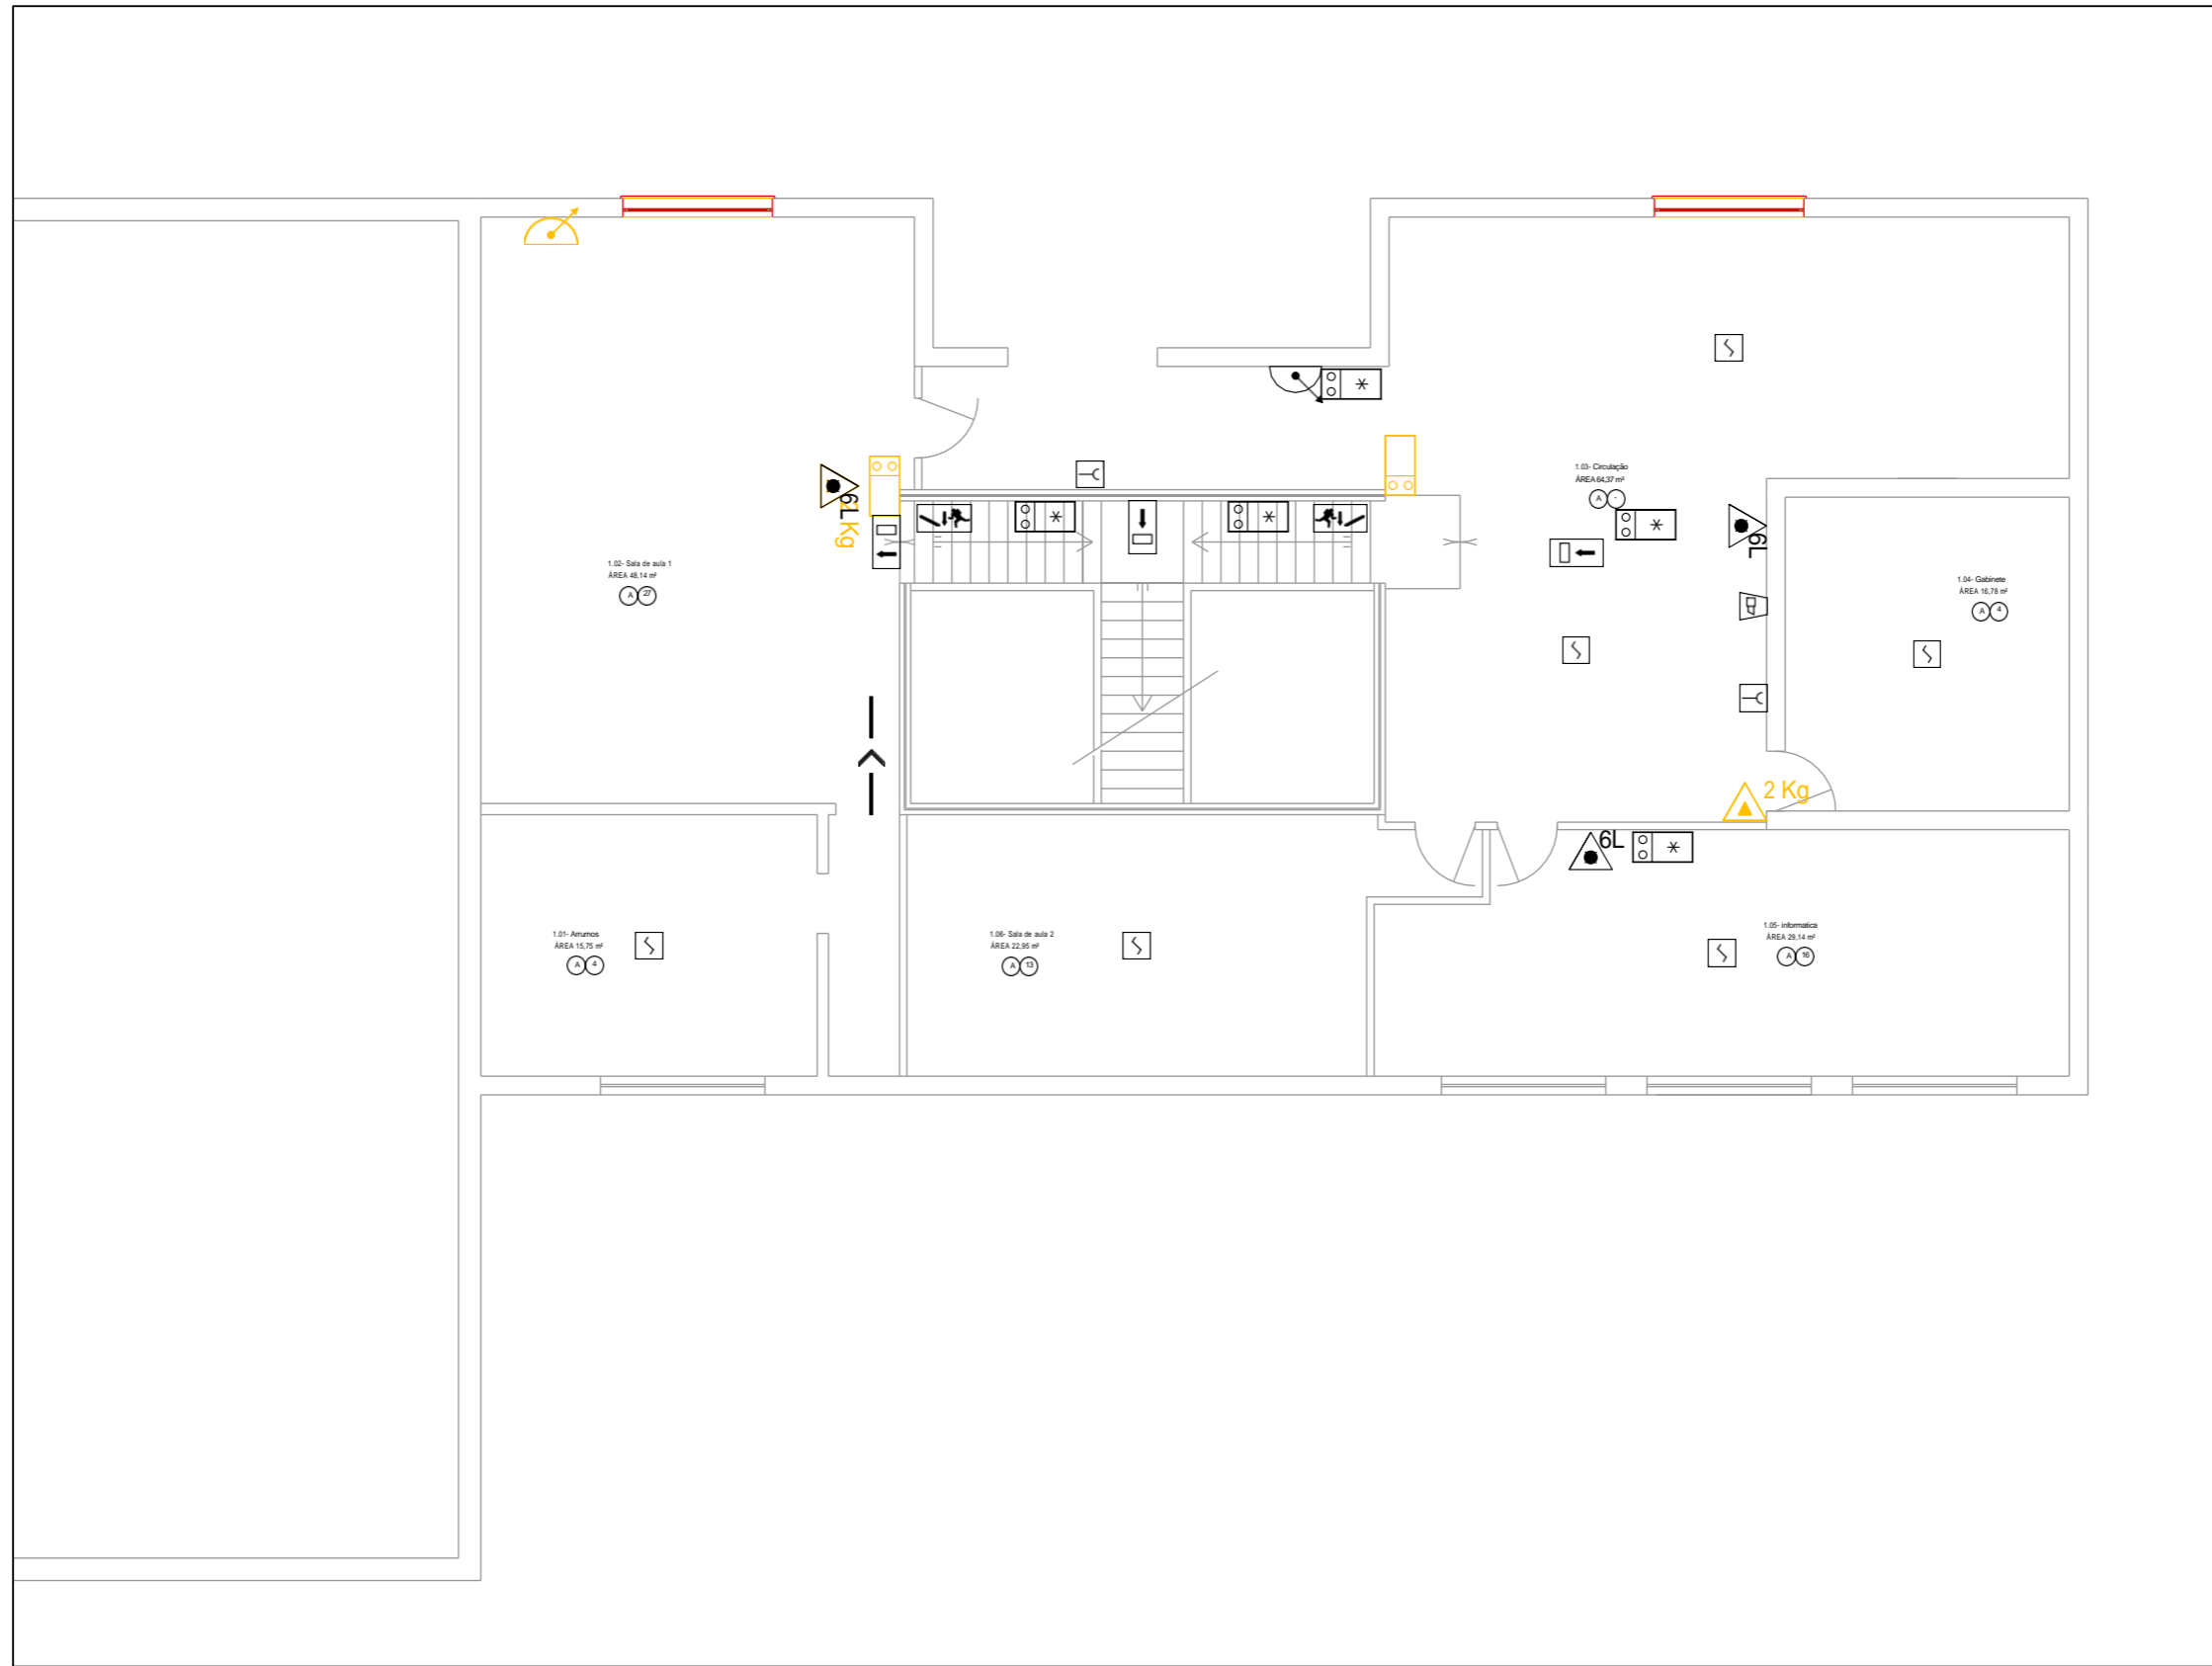 1.03- Circulação
ÁREA 64,37 m²
A -
6L
2 Kg
6L
1.02- Sala de aula 1
ÁREA 48,14 m²
A 27
1.04- Gabinete
ÁREA 16,78 m²
A 4
2 Kg
6L
1.01- Arrumos
ÁREA 15,75 m²
A 4
1.06- Sala de aula 2
ÁREA 22,95 m²
A 13
1.05- informatica
ÁREA 29,14 m²
A 16